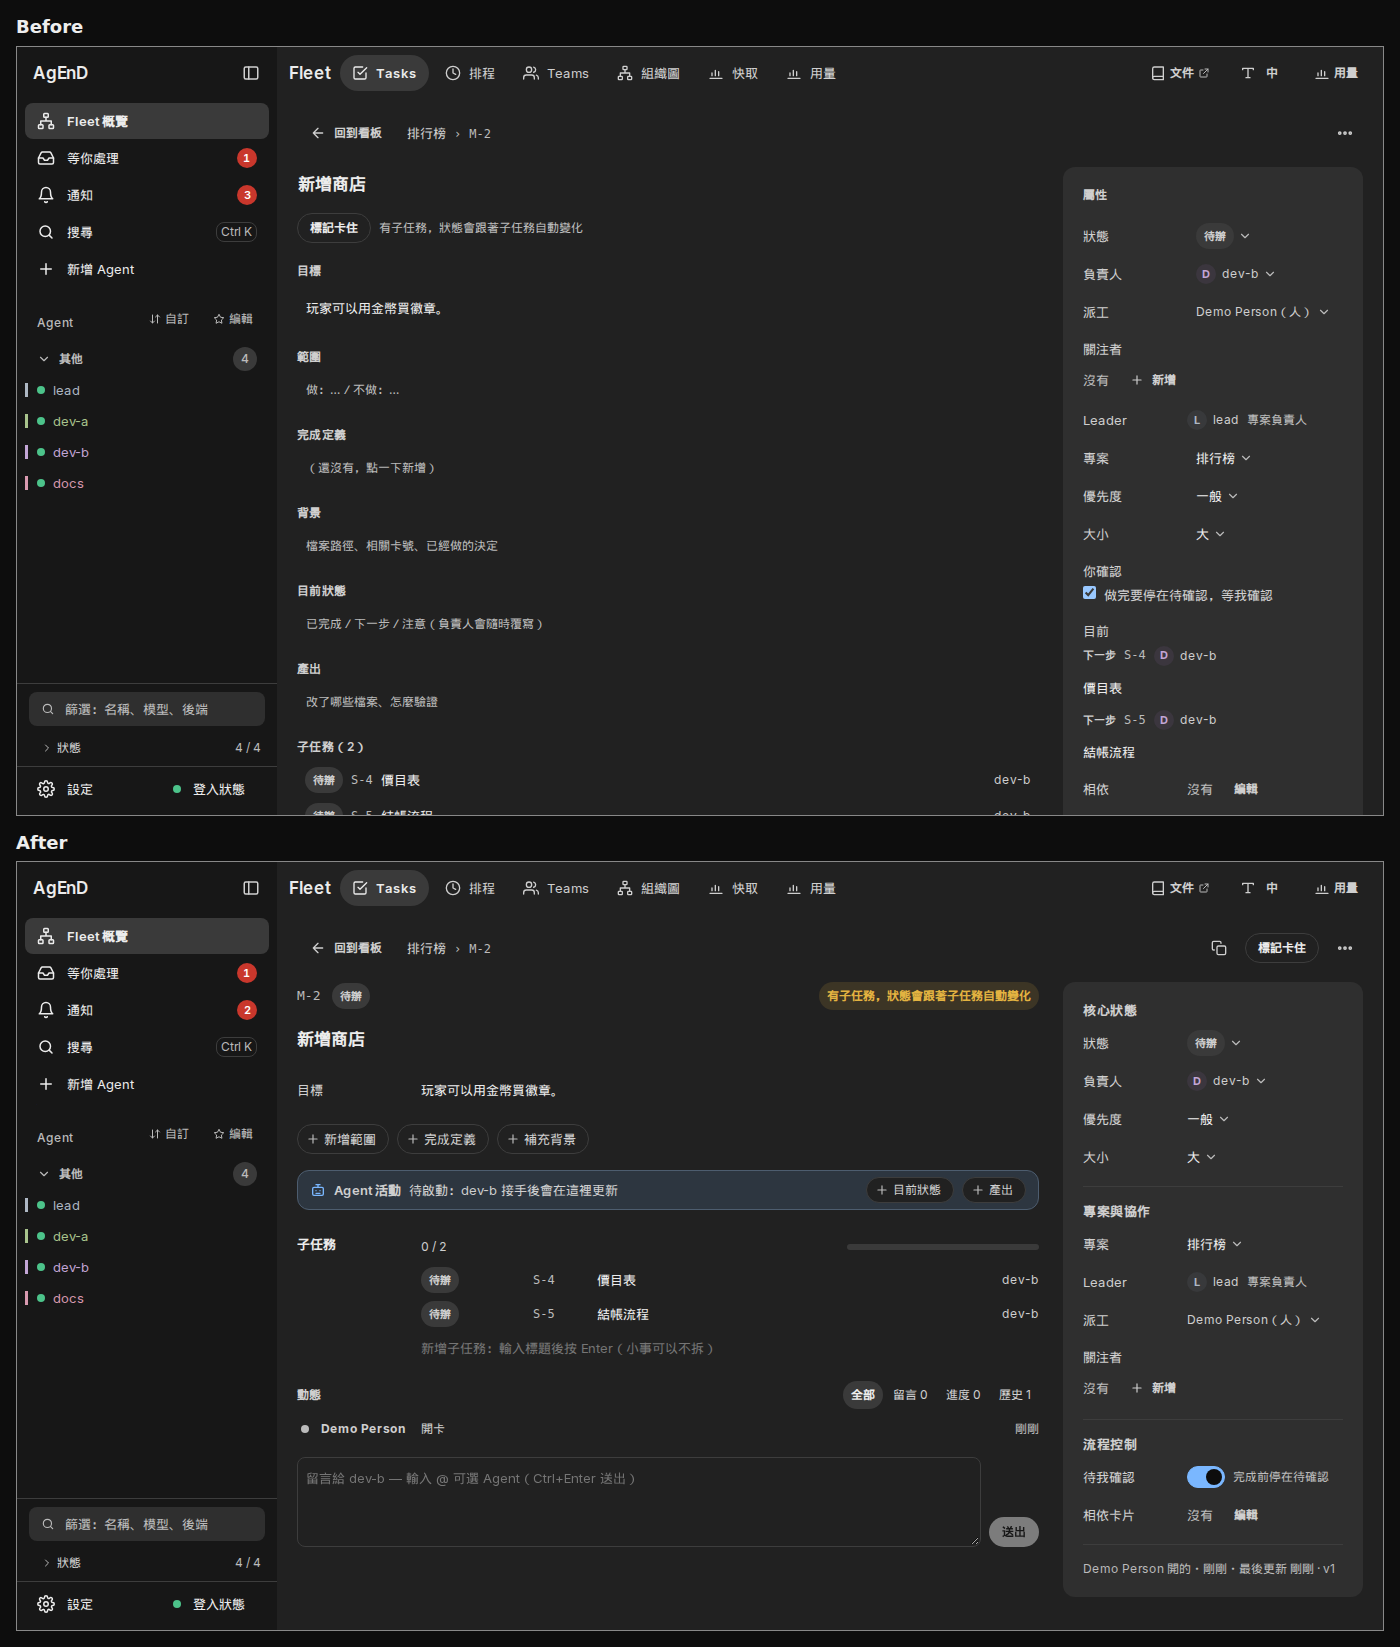 Before
AgEnD
Fleet Tasks 排程 Teams 組織圖 快取 用量 文件 中 用量
Fleet 概覽
等你處理 1
通知 3
搜尋 Ctrl K
新增 Agent
Agent 自訂 編輯
其他 4
lead
dev-a
dev-b
docs
篩選：名稱、模型、後端
狀態 4 / 4
設定 登入狀態
回到看板 排行榜 › M-2
新增商店
標記卡住 有子任務，狀態會跟著子任務自動變化
目標
玩家可以用金幣買徽章。
範圍
做：… / 不做：…
完成定義
（還沒有，點一下新增）
背景
檔案路徑、相關卡號、已經做的決定
目前狀態
已完成 / 下一步 / 注意（負責人會隨時覆寫）
產出
改了哪些檔案、怎麼驗證
子任務（2）
待辦 S-4 價目表 dev-b
待辦 S-5 結帳流程 dev-b
屬性
狀態 待辦
負責人 D dev-b
派工 Demo Person（人）
關注者
沒有 新增
Leader L lead 專案負責人
專案 排行榜
優先度 一般
大小 大
你確認
做完要停在待確認，等我確認
目前
下一步 S-4 D dev-b
價目表
下一步 S-5 D dev-b
結帳流程
相依 沒有 編輯
After
AgEnD
Fleet Tasks 排程 Teams 組織圖 快取 用量 文件 中 用量
Fleet 概覽
等你處理 1
通知 2
搜尋 Ctrl K
新增 Agent
Agent 自訂 編輯
其他 4
lead
dev-a
dev-b
docs
篩選：名稱、模型、後端
狀態 4 / 4
設定 登入狀態
回到看板 排行榜 › M-2 標記卡住
M-2 待辦 有子任務，狀態會跟著子任務自動變化
新增商店
目標 玩家可以用金幣買徽章。
新增範圍 完成定義 補充背景
Agent 活動 待啟動：dev-b 接手後會在這裡更新 目前狀態 產出
子任務 0 / 2
待辦 S-4 價目表 dev-b
待辦 S-5 結帳流程 dev-b
新增子任務：輸入標題後按 Enter（小事可以不拆）
動態 全部 留言 0 進度 0 歷史 1
Demo Person 開卡 剛剛
留言給 dev-b — 輸入 @ 可選 Agent（Ctrl+Enter 送出）
送出
核心狀態
狀態 待辦
負責人 D dev-b
優先度 一般
大小 大
專案與協作
專案 排行榜
Leader L lead 專案負責人
派工 Demo Person（人）
關注者
沒有 新增
流程控制
待我確認 完成前停在待確認
相依卡片 沒有 編輯
Demo Person 開的・剛剛・最後更新 剛剛 · v1